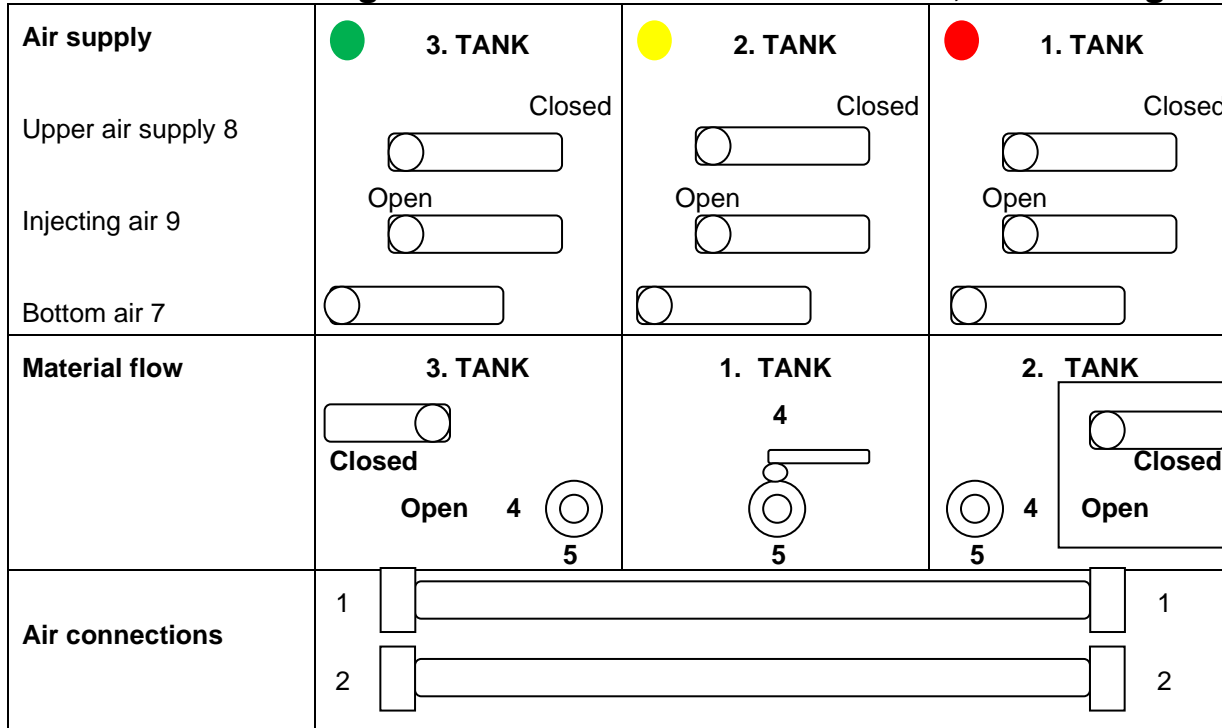 Air supply
3. TANK
2. TANK
1. TANK
Closed
Closed
Closed
Upper air supply 8
Open
Open
Open
Injecting air 9
Bottom air 7
Material flow
3. TANK
1. TANK
2. TANK
4
Closed
Closed
Open 4
4 Open
5
5
5
1
1
Air connections
2
2